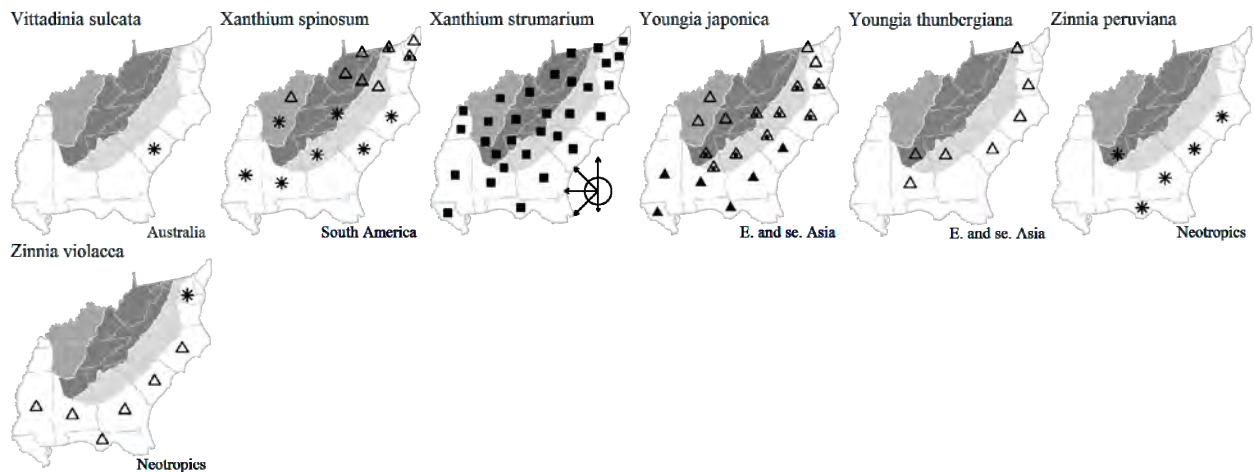 Vittadinia sulcata
Australia
Xanthium spinosum
South America
Xanthium strumarium
Youngia japonica
E. and se. Asia
Youngia thunbergiana
E. and se. Asia
Zinnia peruviana
Neotropics
Zinnia violacca
Neotropics